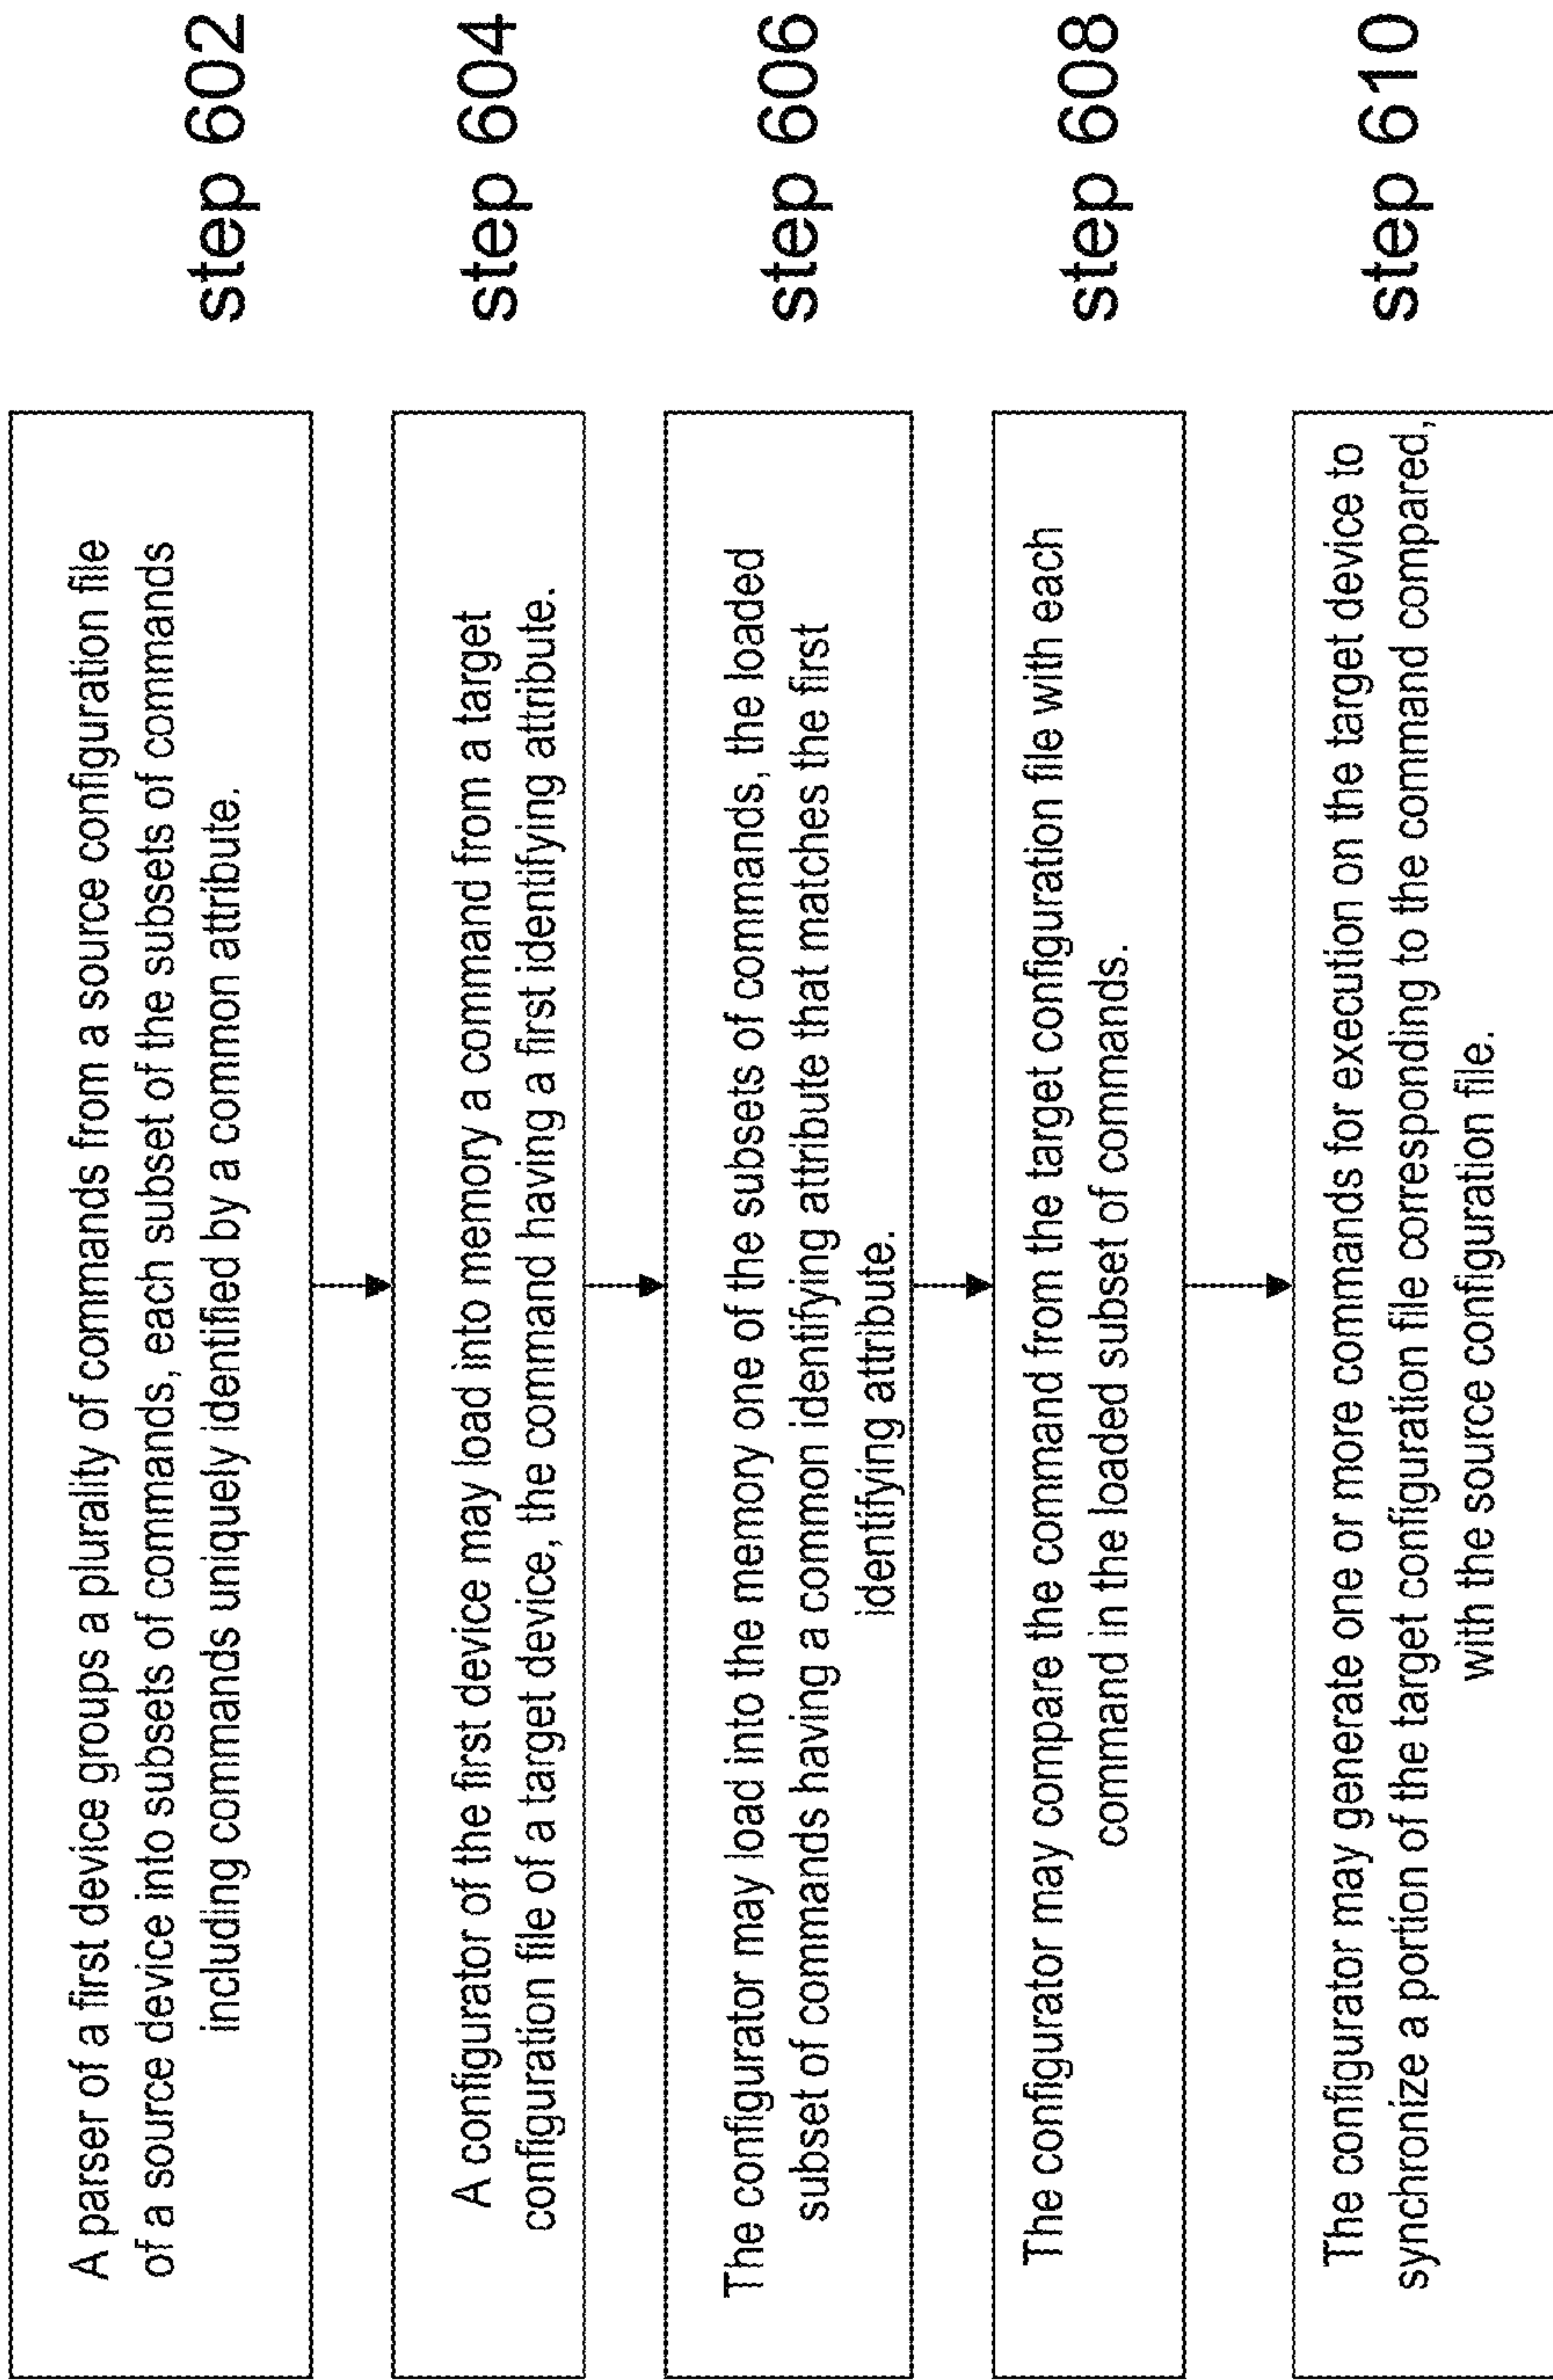 A parser of a first device groups a plurality of commands from a source configuration file
of a source device into subsets of commands, each subset of the subsets of commands
including commands uniquely identified by a common attribute.
step 602
A configurator of the first device may load into memory a command from a target
configuration file of a target device, the command having a first identifying attribute.
step 604
The configurator may load into the memory one of the subsets of commands, the loaded
subset of commands having a common identifying attribute that matches the first
identifying attribute.
step 606
The configurator may compare the command from the target configuration file with each
command in the loaded subset of commands.
step 608
The configurator may generate one or more commands for execution on the target device to
synchronize a portion of the target configuration file corresponding to the command compared,
with the source configuration file.
step 610